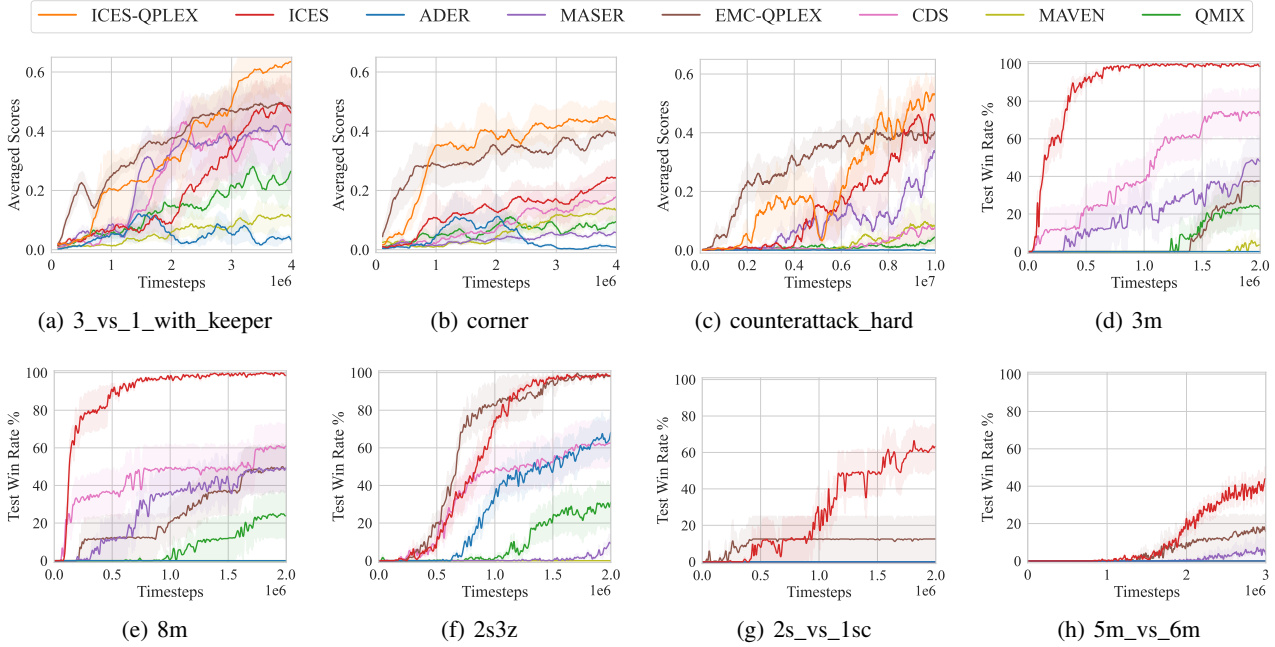 ICES-QPLEX ICES ADER MASER EMC-QPLEX CDS MAVEN QMIX
Averaged Scores
0.6
0.4
0.2
0.0
0 1 2 3 4
Timesteps 1e6
(a) 3_vs_1_with_keeper
Averaged Scores
0.6
0.4
0.2
0.0
0 1 2 3 4
Timesteps 1e6
(b) corner
Averaged Scores
0.6
0.4
0.2
0.0
0.0 0.2 0.4 0.6 0.8 1.0
Timesteps 1e7
(c) counterattack_hard
Test Win Rate %
100
80
60
40
20
0
0.0 0.5 1.0 1.5 2.0
Timesteps 1e6
(d) 3m
Test Win Rate %
100
80
60
40
20
0
0.0 0.5 1.0 1.5 2.0
Timesteps 1e6
(e) 8m
Test Win Rate %
100
80
60
40
20
0
0.0 0.5 1.0 1.5 2.0
Timesteps 1e6
(f) 2s3z
Test Win Rate %
100
80
60
40
20
0
0.0 0.5 1.0 1.5 2.0
Timesteps 1e6
(g) 2s_vs_1sc
Test Win Rate %
100
80
60
40
20
0
0 1 2 3
Timesteps 1e6
(h) 5m_vs_6m